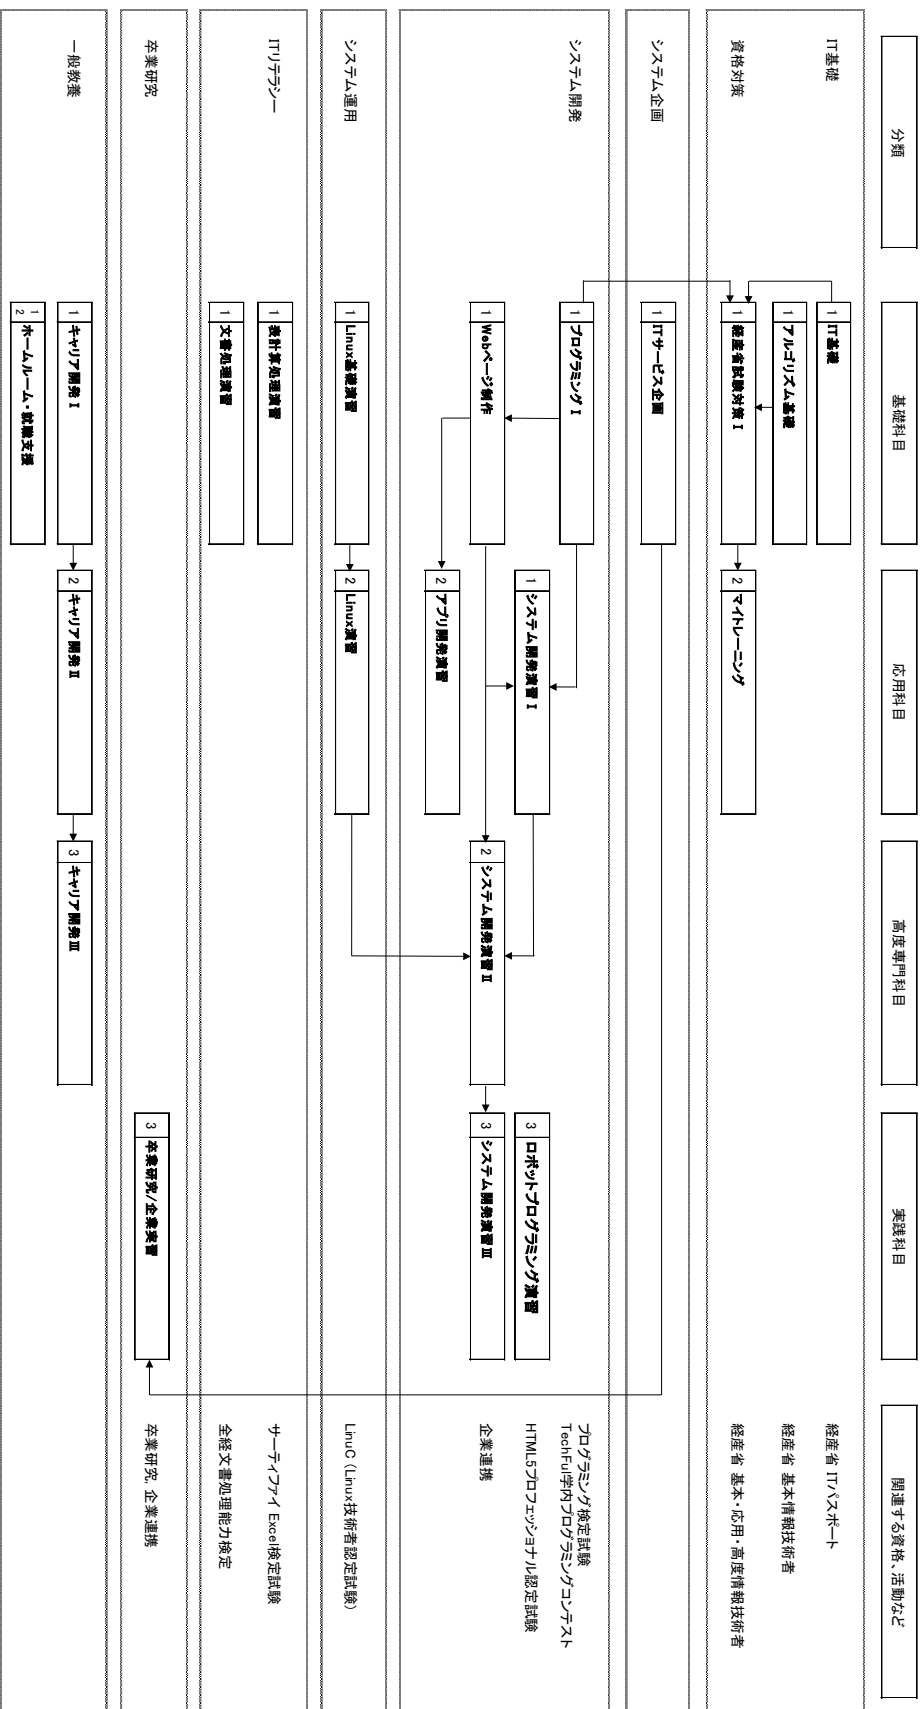 分類
基礎科目
応用科目
高度専門科目
実践科目
関連する資格、活動など
IT基礎
1 IT基礎
経産省 ITパスポート
1 アルゴリズム基礎
経産省 基本情報技術者
資格対策
1 経産省試験対策Ⅰ
2 マイトレーニング
経産省 基本・応用・高度情報技術者
システム企画
1 ITサービス企画
システム開発
1 プログラミングⅠ
プログラミング検定試験
TechFul学内プログラミングコンテスト
1 システム開発演習Ⅰ
3 ロボットプログラミング演習
HTML5プロフェッショナル認定試験
1 Webページ制作
2 システム開発演習Ⅱ
3 システム開発演習Ⅲ
企業連携
2 アプリ開発演習
システム運用
1 Linux基礎演習
2 Linux演習
LinuC（Linux技術者認定試験）
ITリテラシー
1 表計算処理演習
サーティファイ Excel検定試験
1 文書処理演習
全経文書処理能力検定
卒業研究
3 卒業研究/企業実習
卒業研究, 企業連携
一般教養
1 キャリア開発Ⅰ
2 キャリア開発Ⅱ
3 キャリア開発Ⅲ
1
2
ホームルーム・就職支援